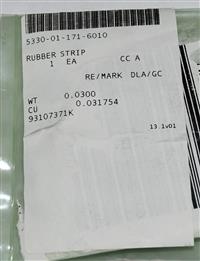 5330-01-171-6010
RUBBER STRIP
1 EA CC A
RE/MARK DLA/GC
WT 0.0300
CU 0.031754
93107371K
13.1v01